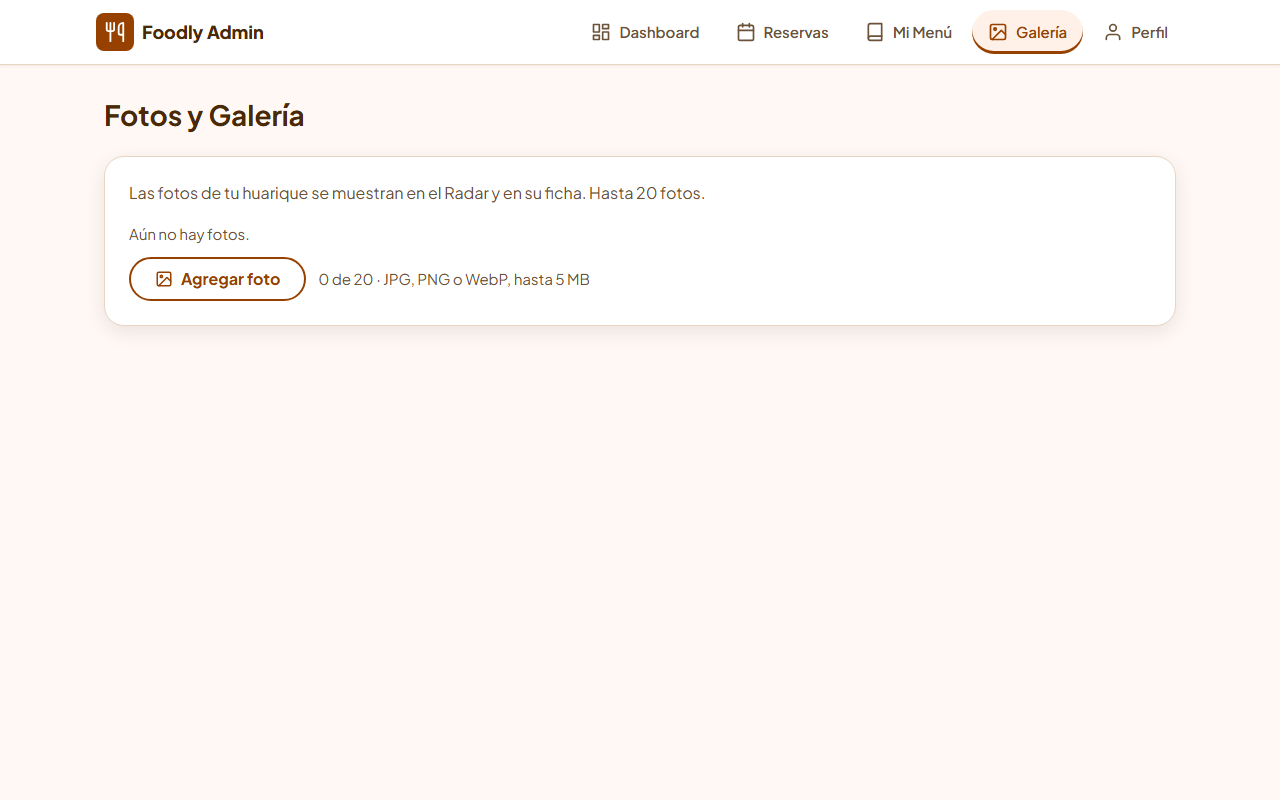 Foodly Admin
Dashboard
Reservas
Mi Menú
Galería
Perfil
Fotos y Galería
Las fotos de tu huarique se muestran en el Radar y en su ficha. Hasta 20 fotos.
Aún no hay fotos.
Agregar foto
0 de 20 · JPG, PNG o WebP, hasta 5 MB